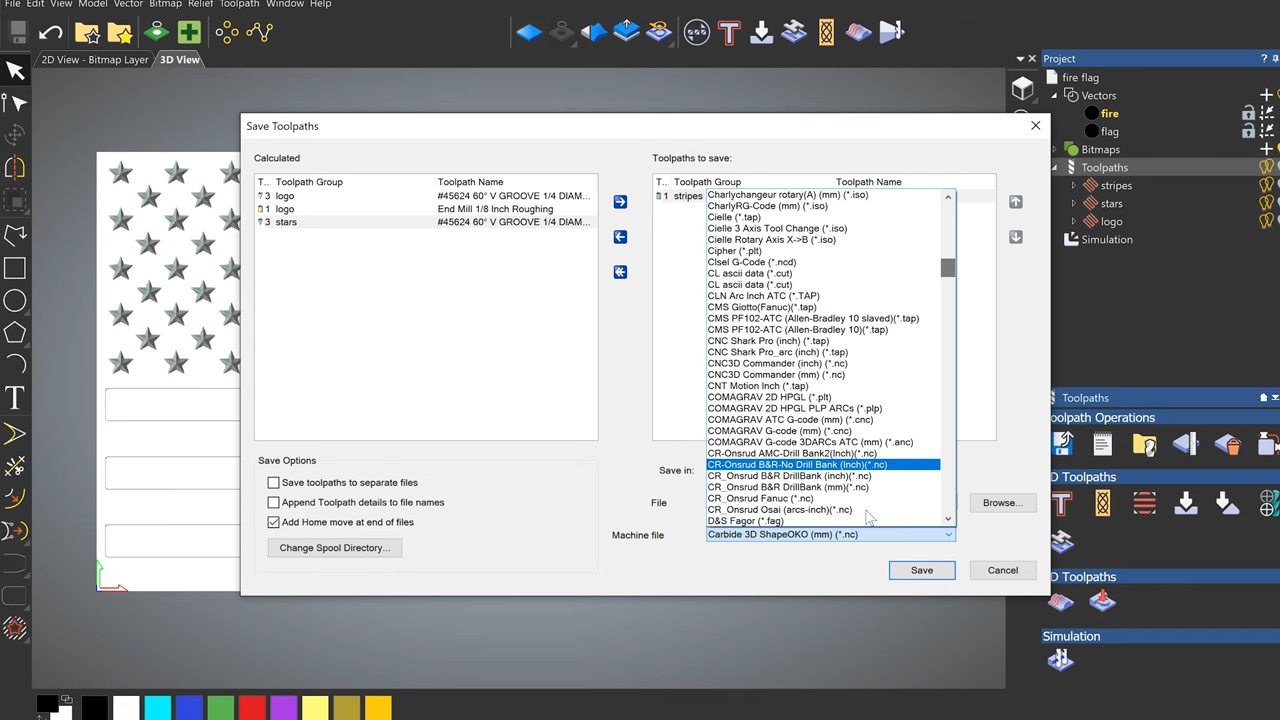 File Edit View Model Vector Bitmap Relief Toolpath Window Help
2D View - Bitmap Layer 3D View
Project ?
fire flag
Vectors
fire
flag
Bitmaps
Toolpaths
stripes
stars
logo
Simulation
Save Toolpaths
Calculated
T... Toolpath Group Toolpath Name
3 logo #45624 60° V GROOVE 1/4 DIAM...
1 logo End Mill 1/8 Inch Roughing
3 stars #45624 60° V GROOVE 1/4 DIAM...
Toolpaths to save:
T... Toolpath Group Toolpath Name
1 stripes
Charlychangeur rotary(A) (mm) (*.iso)
CharlyRG-Code (mm) (*.iso)
Cielle (*.tap)
Cielle 3 Axis Tool Change (*.iso)
Cielle Rotary Axis X->B (*.iso)
Cipher (*.plt)
CIsel G-Code (*.ncd)
CL ascii data (*.cut)
CL ascii data (*.cut)
CLN Arc Inch ATC (*.TAP)
CMS Giotto(Fanuc)(*.tap)
CMS PF102-ATC (Allen-Bradley 10 slaved)(*.tap)
CMS PF102-ATC (Allen-Bradley 10)(*.tap)
CNC Shark Pro (inch) (*.tap)
CNC Shark Pro_arc (inch) (*.tap)
CNC3D Commander (inch) (*.nc)
CNC3D Commander (mm) (*.nc)
CNT Motion Inch (*.tap)
COMAGRAV 2D HPGL (*.plt)
COMAGRAV 2D HPGL PLP ARCs (*.plp)
COMAGRAV ATC G-code (mm) (*.cnc)
COMAGRAV G-code (mm) (*.cnc)
COMAGRAV G-code 3DARCs ATC (mm) (*.anc)
CR-Onsrud AMC-Drill Bank2(Inch)(*.nc)
CR-Onsrud B&R-No Drill Bank (Inch)(*.nc)
CR_Onsrud B&R DrillBank (inch)(*.nc)
CR_Onsrud B&R DrillBank (mm)(*.nc)
CR_Onsrud Fanuc (*.nc)
CR_Onsrud Osai (arcs-inch)(*.nc)
D&S Fagor (*.fag)
Save Options
Save toolpaths to separate files
Append Toolpath details to file names
Add Home move at end of files
Change Spool Directory...
Save in:
File
Browse...
Machine file Carbide 3D ShapeOKO (mm) (*.nc)
Save Cancel
Toolpaths
Toolpath Operations
2D Toolpaths
3D Toolpaths
Simulation